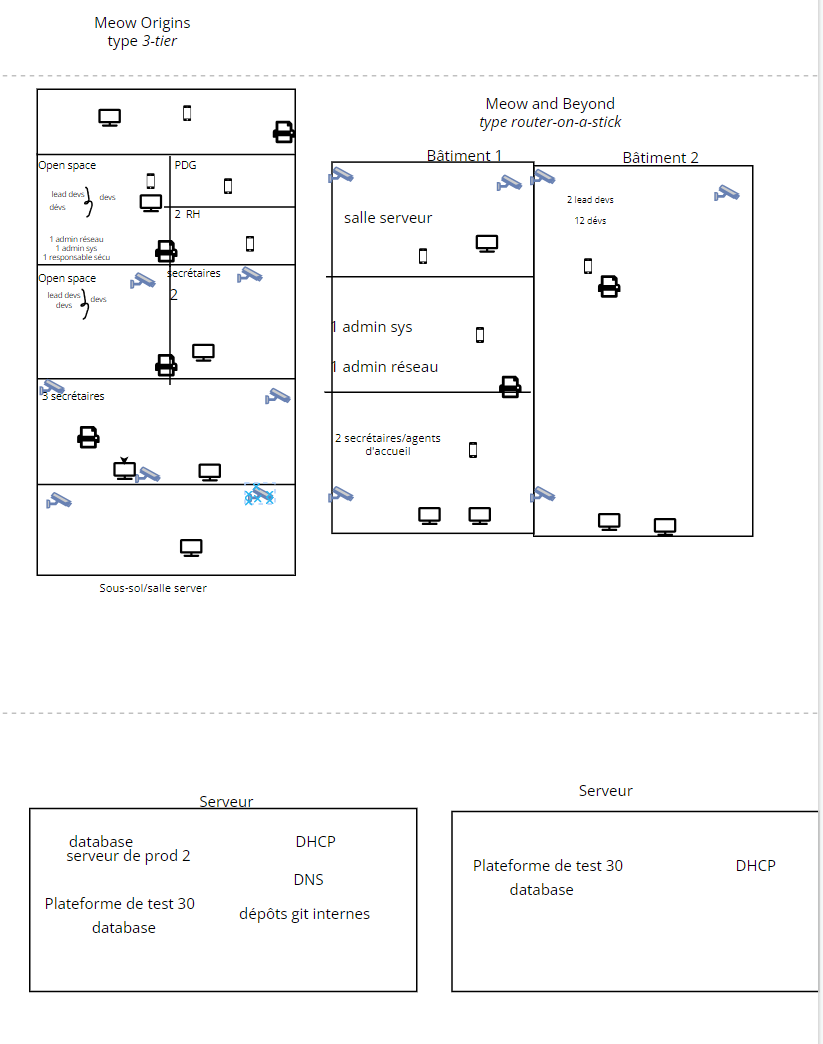 Meow Origins
type 3-tier
Meow and Beyond
type router-on-a-stick
Open space
lead devs
dévs
devs
1 admin réseau
1 admin sys
1 responsable sécu
PDG
2 RH
Open space
lead devs
devs
devs
secrétaires
2
3 secrétaires
Sous-sol/salle server
Bâtiment 1
salle serveur
1 admin sys
1 admin réseau
2 secrétaires/agents
d'accueil
Bâtiment 2
2 lead devs
12 dévs
Serveur
database
serveur de prod 2
Plateforme de test 30
database
DHCP
DNS
dépôts git internes
Serveur
Plateforme de test 30
database
DHCP